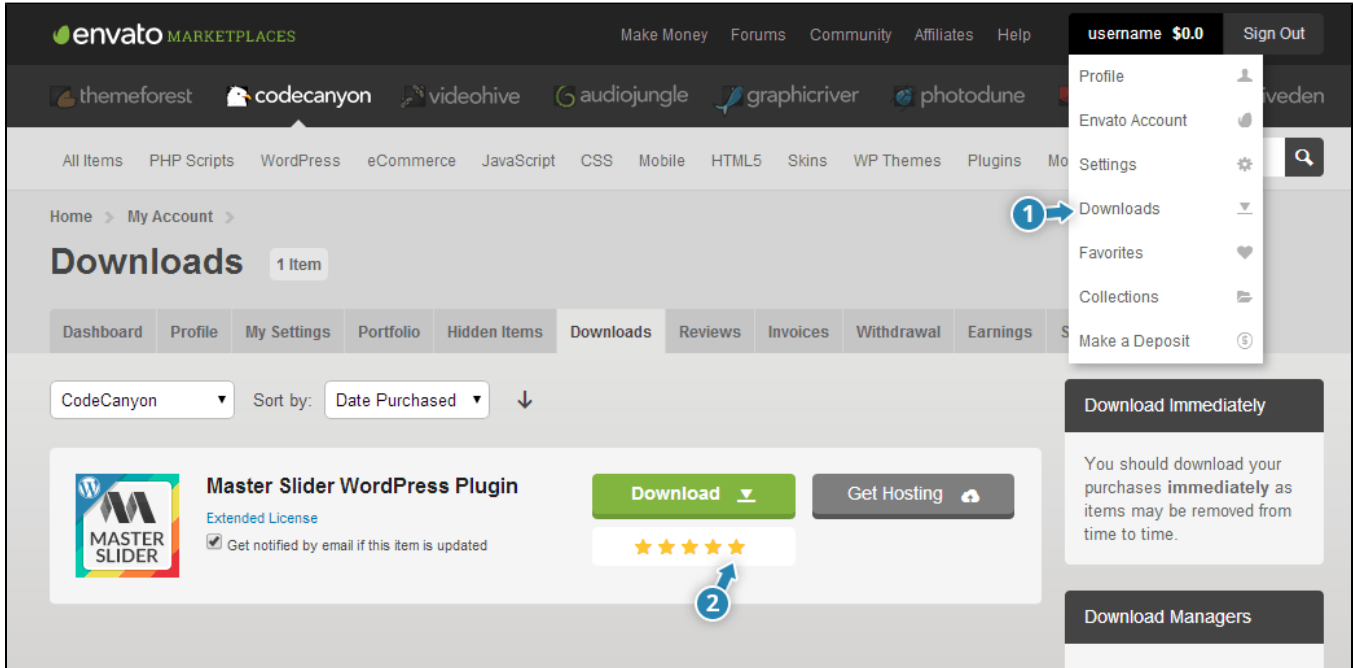 envato MARKETPLACES Make Money Forums Community Affiliates Help username $0.0 Sign Out
themeforest codecanyon videohive audiojungle graphicriver photodune iveden
Profile
Envato Account
Settings
Downloads
Favorites
Collections
Make a Deposit
All Items PHP Scripts WordPress eCommerce JavaScript CSS Mobile HTML5 Skins WP Themes Plugins Mo
Home > My Account >
1
Downloads 1 Item
Dashboard Profile My Settings Portfolio Hidden Items Downloads Reviews Invoices Withdrawal Earnings S
CodeCanyon Sort by: Date Purchased
MASTER
SLIDER
Master Slider WordPress Plugin
Extended License
Get notified by email if this item is updated
Download
Get Hosting
2
Download Immediately
You should download your
purchases immediately as
items may be removed from
time to time.
Download Managers